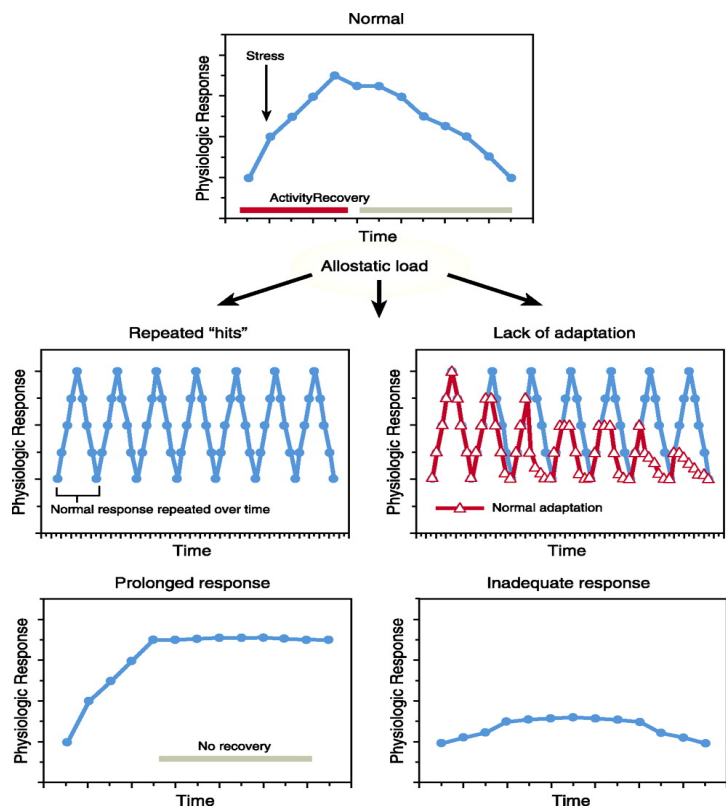 Normal
Physiologic Response
Stress
ActivityRecovery
Time
Allostatic load
Repeated “hits”
Physiologic Response
Normal response repeated over time
Time
Lack of adaptation
Physiologic Response
Normal adaptation
Time
Prolonged response
Physiologic Response
No recovery
Time
Inadequate response
Physiologic Response
Time